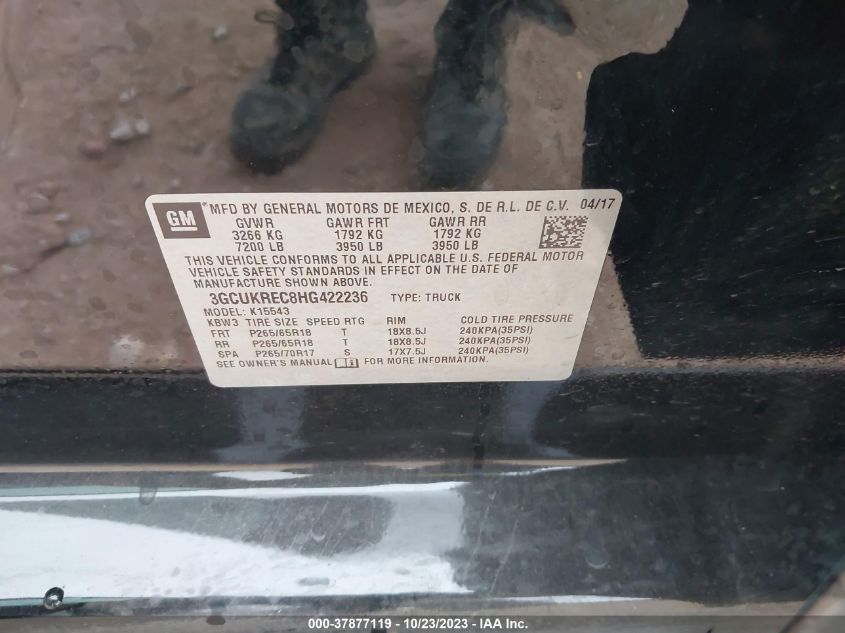 GM MFD BY GENERAL MOTORS DE MEXICO, S. DE R.L. DE C.V. 04/17
GVWR GAWR FRT GAWR RR
3266 KG 1792 KG 1792 KG
7200 LB 3950 LB 3950 LB
THIS VEHICLE CONFORMS TO ALL APPLICABLE U.S. FEDERAL MOTOR
VEHICLE SAFETY STANDARDS IN EFFECT ON THE DATE OF
MANUFACTURE SHOWN ABOVE.
3GCUKREC8HG422236 TYPE: TRUCK
MODEL: K15543
KBW3 TIRE SIZE SPEED RTG RIM COLD TIRE PRESSURE
FRT P265/65R18 T 18X8.5J 240KPA(35PSI)
RR P265/65R18 T 18X8.5J 240KPA(35PSI)
SPA P265/70R17 S 17X7.5J 240KPA(35PSI)
SEE OWNER'S MANUAL FOR MORE INFORMATION.
000-37877119 - 10/23/2023 - IAA Inc.